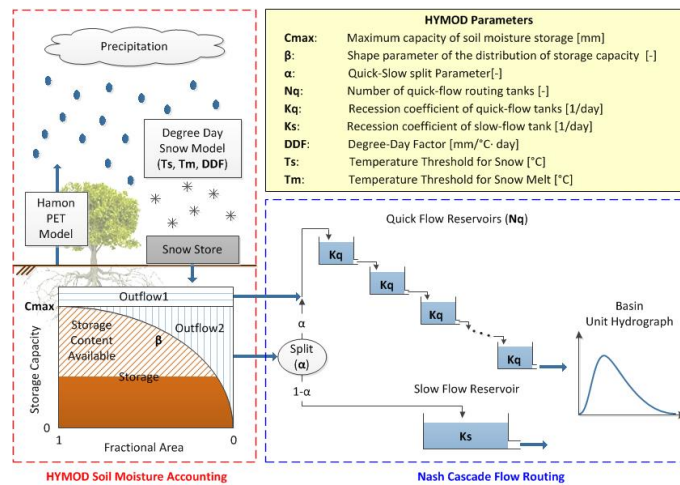 Precipitation
Degree Day
Snow Model
(Ts, Tm, DDF)
Hamon
PET
Model
Snow Store
Outflow1
Cmax
Outflow2
Storage
Content
Available
β
Storage
Storage Capacity
0
1
0
Fractional Area
HYMOD Soil Moisture Accounting
HYMOD Parameters
Cmax: Maximum capacity of soil moisture storage [mm]
β: Shape parameter of the distribution of storage capacity [-]
α: Quick-Slow split Parameter[-]
Nq: Number of quick-flow routing tanks [-]
Kq: Recession coefficient of quick-flow tanks [1/day]
Ks: Recession coefficient of slow-flow tank [1/day]
DDF: Degree-Day Factor [mm/°C· day]
Ts: Temperature Threshold for Snow [°C]
Tm: Temperature Threshold for Snow Melt [°C]
Quick Flow Reservoirs (Nq)
Kq
Kq
Kq
Kq
α
Split
(α)
1-α
Slow Flow Reservoir
Ks
Basin
Unit Hydrograph
Nash Cascade Flow Routing